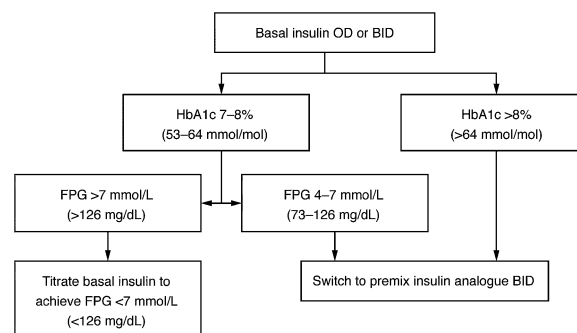 Basal insulin OD or BID
HbA1c 7–8%
(53–64 mmol/mol)
HbA1c >8%
(>64 mmol/mol)
FPG >7 mmol/L
(>126 mg/dL)
FPG 4–7 mmol/L
(73–126 mg/dL)
Titrate basal insulin to
achieve FPG <7 mmol/L
(<126 mg/dL)
Switch to premix insulin analogue BID